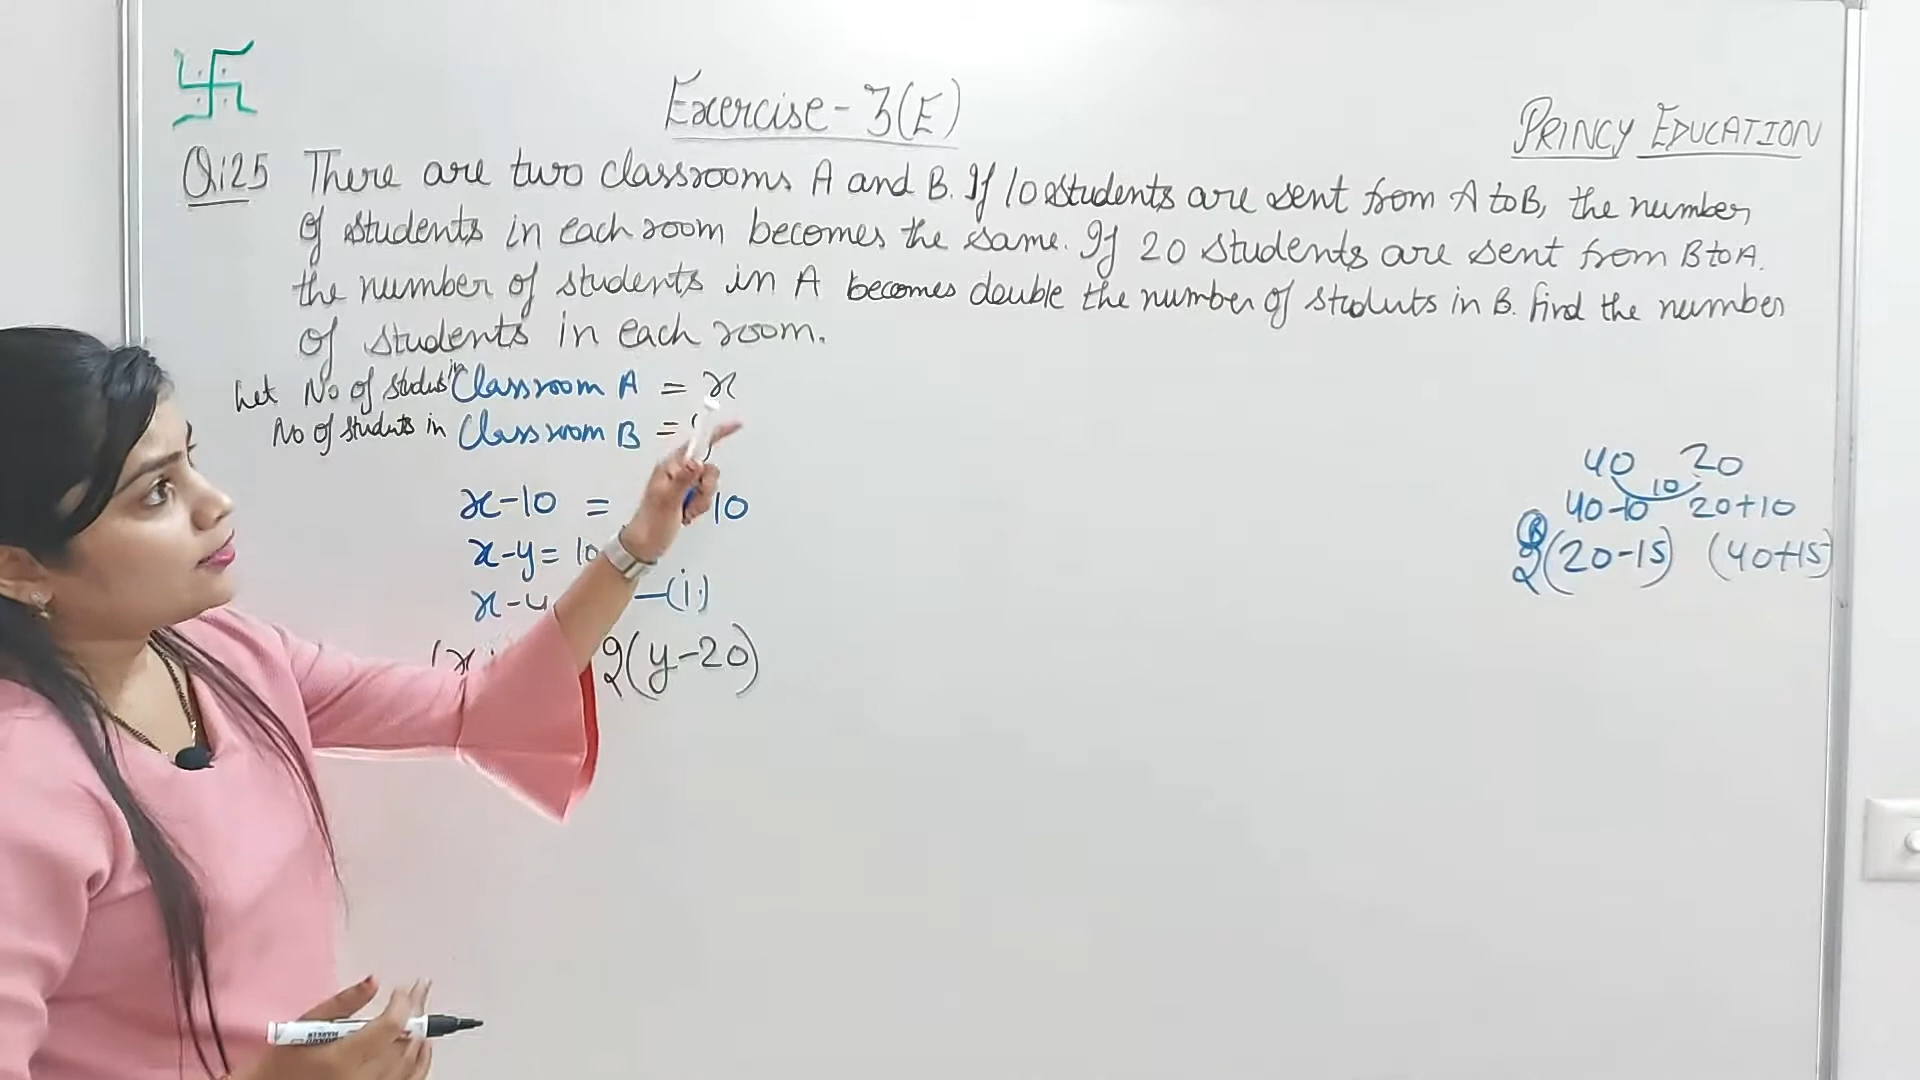 Exercise-3(E)
PRINCY EDUCATION
Q:25 There are two classrooms A and B. If 10 students are sent from A to B, the number
of students in each room becomes the same. If 20 students are sent from B to A.
the number of students in A becomes double the number of students in B. find the number
of students in each room.
Let No of studus in Classroom A = x
No of students in Classroom B =
x-10 = 10
x-y= 10
x-y —(i)
(x 2(y-20)
40 20
10
40-10 20+10
2(20-15) (40+15)